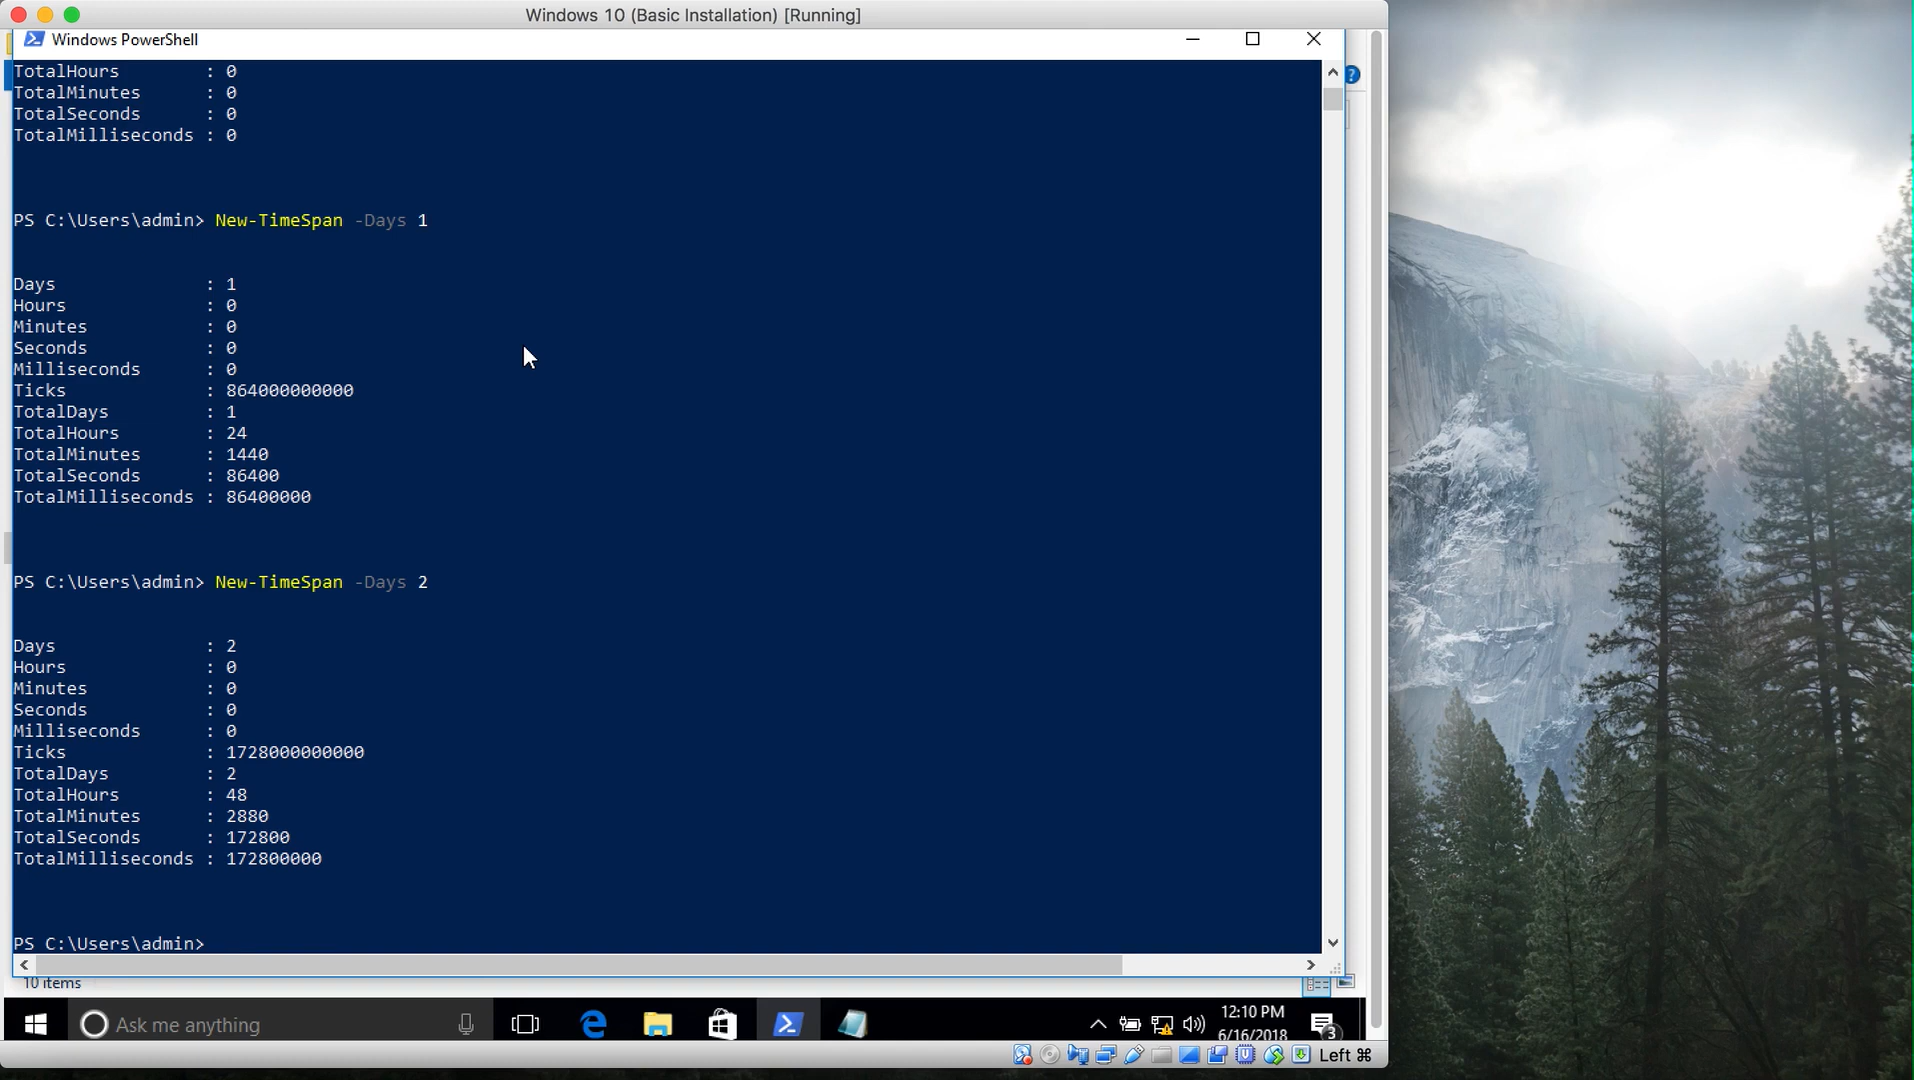 Windows 10 (Basic Installation) [Running]
Windows PowerShell
TotalHours : 0
TotalMinutes : 0
TotalSeconds : 0
TotalMilliseconds : 0
PS C:\Users\admin> New-TimeSpan -Days 1
Days : 1
Hours : 0
Minutes : 0
Seconds : 0
Milliseconds : 0
Ticks : 864000000000
TotalDays : 1
TotalHours : 24
TotalMinutes : 1440
TotalSeconds : 86400
TotalMilliseconds : 86400000
PS C:\Users\admin> New-TimeSpan -Days 2
Days : 2
Hours : 0
Minutes : 0
Seconds : 0
Milliseconds : 0
Ticks : 1728000000000
TotalDays : 2
TotalHours : 48
TotalMinutes : 2880
TotalSeconds : 172800
TotalMilliseconds : 172800000
PS C:\Users\admin>
10 items
Ask me anything
12:10 PM
6/16/2018
3
Left ⌘